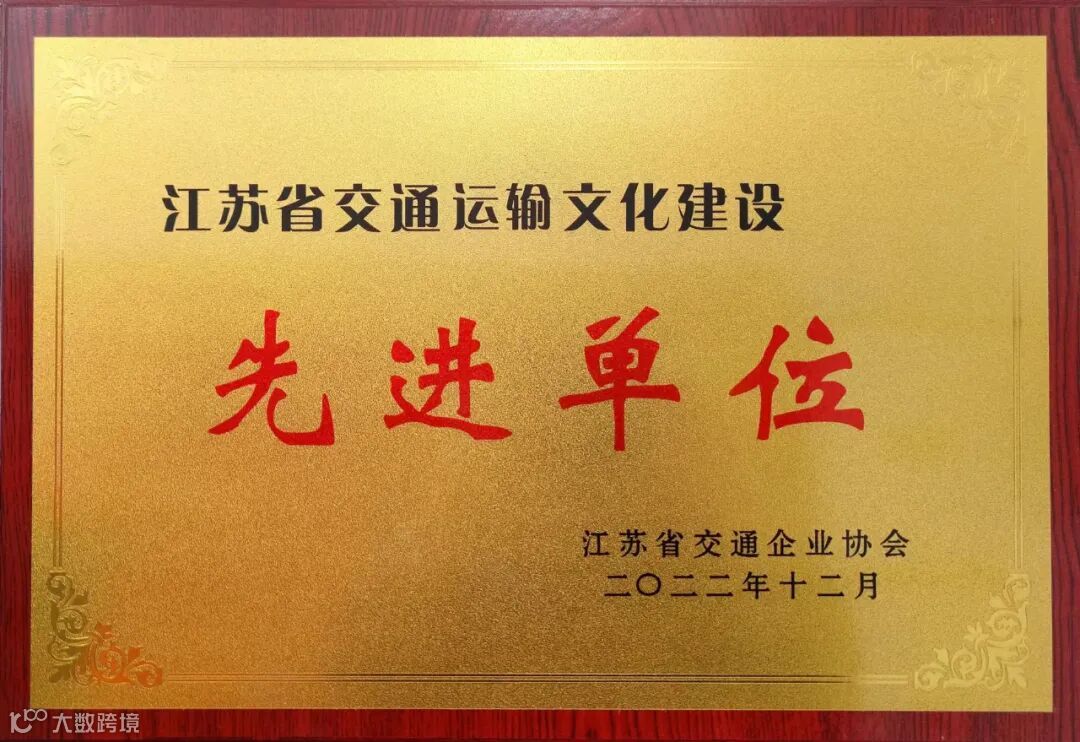 江苏省交通运输文化建设
先进单位
江苏省交通企业协会
二〇二二年十二月
大数跨境